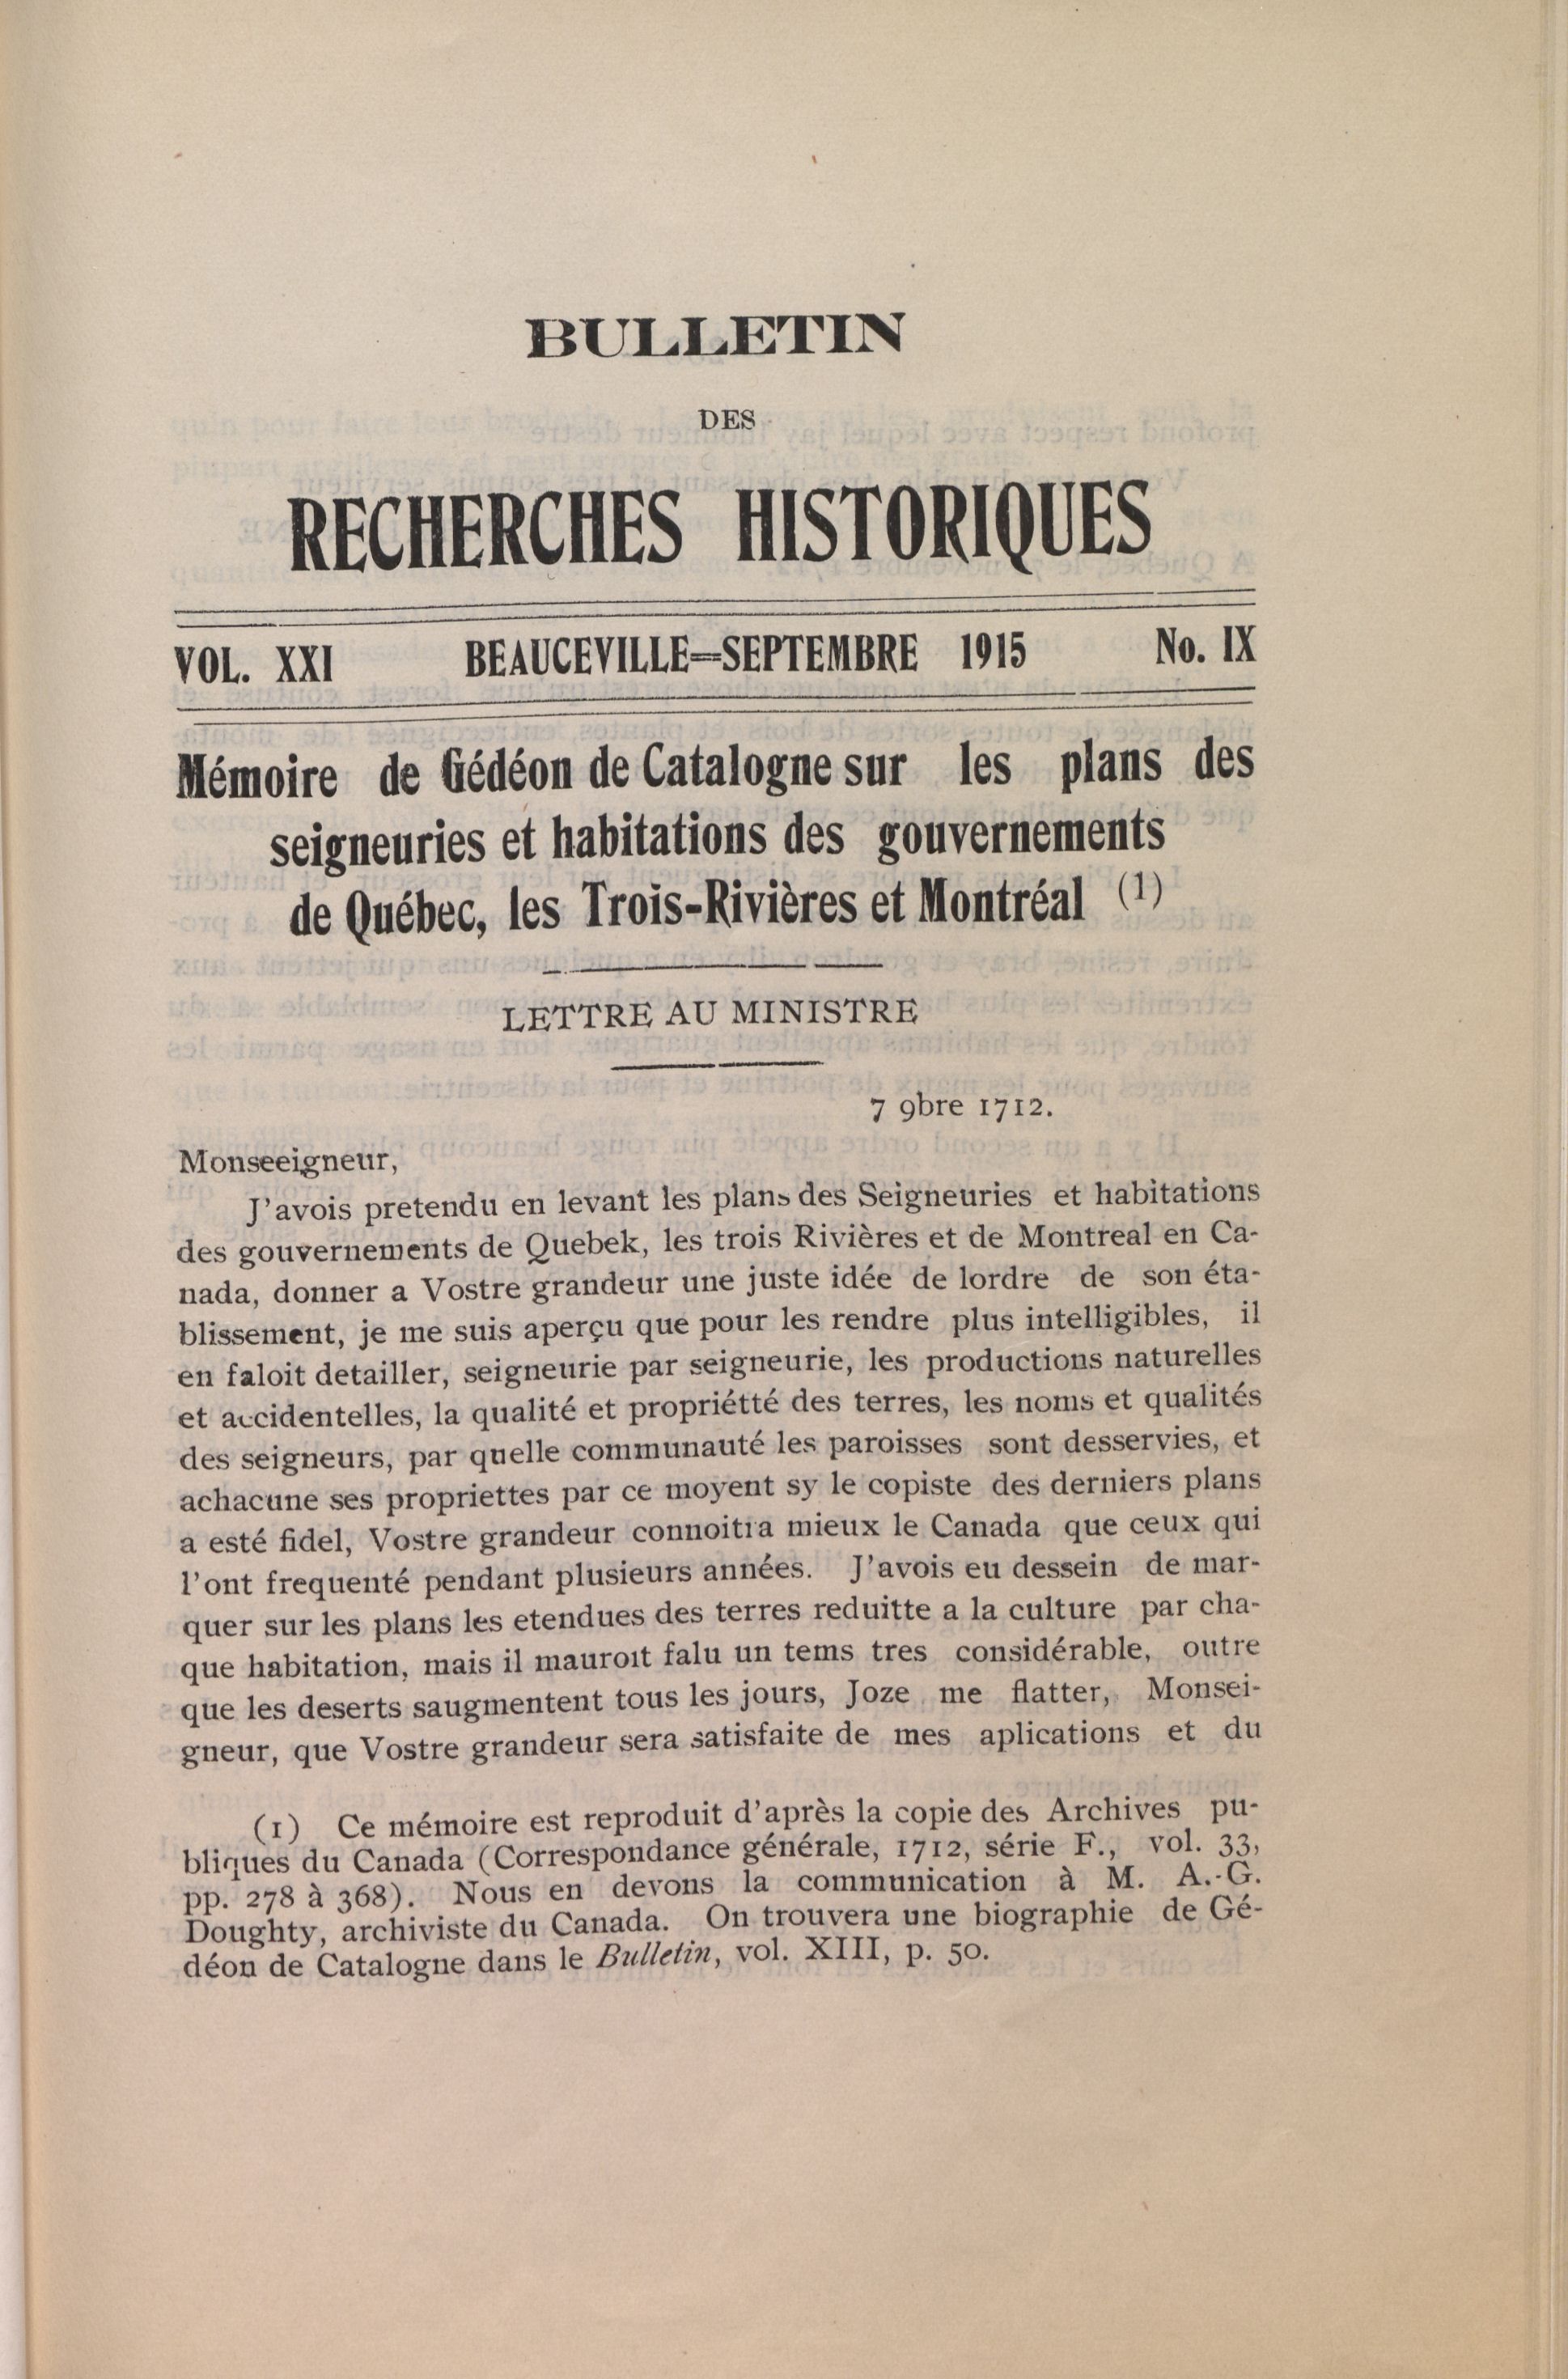 BULLETIN
DES
RECHERCHES HISTORIQUES
VOL. XXI BEAUCEVILLE=SEPTEMBRE 1915 No. IX
Mémoire de Gédéon de Catalogne sur les plans des
seigneuries et habitations des gouvernements
de Québec, les Trois-Rivières et Montréal (1)
LETTRE AU MINISTRE
7 9bre 1712.
Monseeigneur,
J'avois pretendu en levant les plans des Seigneuries et habitations
des gouvernements de Quebek, les trois Rivières et de Montreal en Ca-
nada, donner a Vostre grandeur une juste idée de lordre de son éta-
blissement, je me suis aperçu que pour les rendre plus intelligibles, il
en faloit detailler, seigneurie par seigneurie, les productions naturelles
et accidentelles, la qualité et propriétté des terres, les noms et qualités
des seigneurs, par quelle communauté les paroisses sont desservies, et
achacune ses propriettes par ce moyent sy le copiste des derniers plans
a esté fidel, Vostre grandeur connoitra mieux le Canada que ceux qui
l'ont frequenté pendant plusieurs années. J'avois eu dessein de mar-
quer sur les plans les etendues des terres reduitte a la culture par cha-
que habitation, mais il mauroit falu un tems tres considérable, outre
que les deserts saugmentent tous les jours, Joze me flatter, Monsei-
gneur, que Vostre grandeur sera satisfaite de mes aplications et du
(1) Ce mémoire est reproduit d'après la copie des Archives pu-
bliques du Canada (Correspondance générale, 1712, série F., vol. 33,
pp. 278 à 368). Nous en devons la communication à M. A.-G.
Doughty, archiviste du Canada. On trouvera une biographie de Gé-
déon de Catalogne dans le Bulletin, vol. XIII, p. 50.